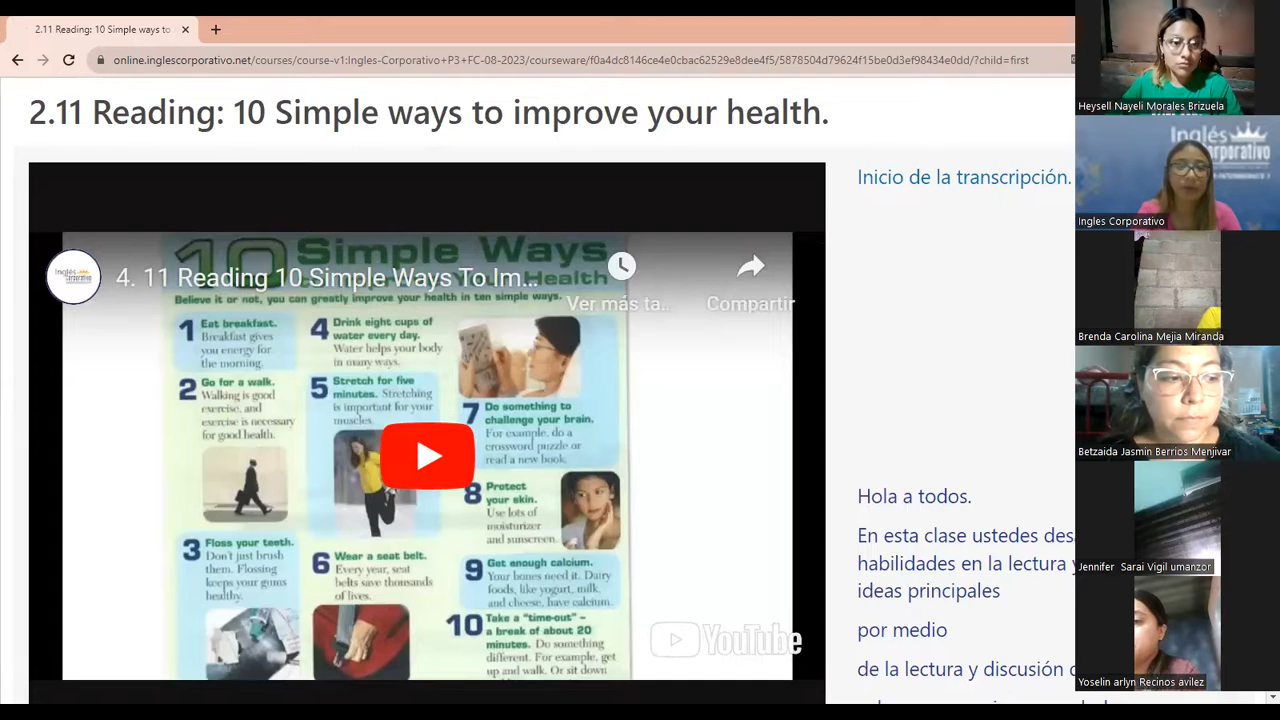 2.11 Reading: 10 Simple ways to
online.inglescorporativo.net/courses/course-v1:Ingles-Corporativo+P3+FC-08-2023/courseware/f0a4dc8146ce4e0cbac62529e8dee4f5/5878504d79624f15be0d3ef98434e0dd/?child=first
2.11 Reading: 10 Simple ways to improve your health.
4. 11 Reading 10 Simple Ways To Im...
Ver más ta...
Compartir
10 Simple Ways
Health
Believe it or not, you can greatly improve your health in ten simple ways.
1 Eat breakfast.
Breakfast gives
you energy for
the morning.
2 Go for a walk.
Walking is good
exercise, and
exercise is necessary
for good health.
3 Floss your teeth.
Don't just brush
them. Flossing
keeps your gums
healthy.
4 Drink eight cups of
water every day.
Water helps your body
in many ways.
5 Stretch for five
minutes. Stretching
is important for your
muscles.
6 Wear a seat belt.
Every year, seat
belts save thousands
of lives.
7 Do something to
challenge your brain.
For example, do a
crossword puzzle or
read a new book.
8 Protect
your skin.
Use lots of
moisturizer
and sunscreen.
9 Get enough calcium.
Your bones need it. Dairy
foods, like yogurt, milk
and cheese, have calcium.
10 Take a "time-out" –
a break of about 20
minutes. Do something
different. For example, get
up and walk. Or sit down
YouTube
Inicio de la transcripción.
Hola a todos.
En esta clase ustedes des
habilidades en la lectura y
ideas principales
por medio
de la lectura y discusión
Heysell Nayeli Morales Brizuela
Inglés
Corporativo
Ingles Corporativo
Brenda Carolina Mejia Miranda
Betzaida Jasmin Berrios Menjivar
Jennifer Sarai Vigil umanzor
Yoselin arlyn Recinos avilez